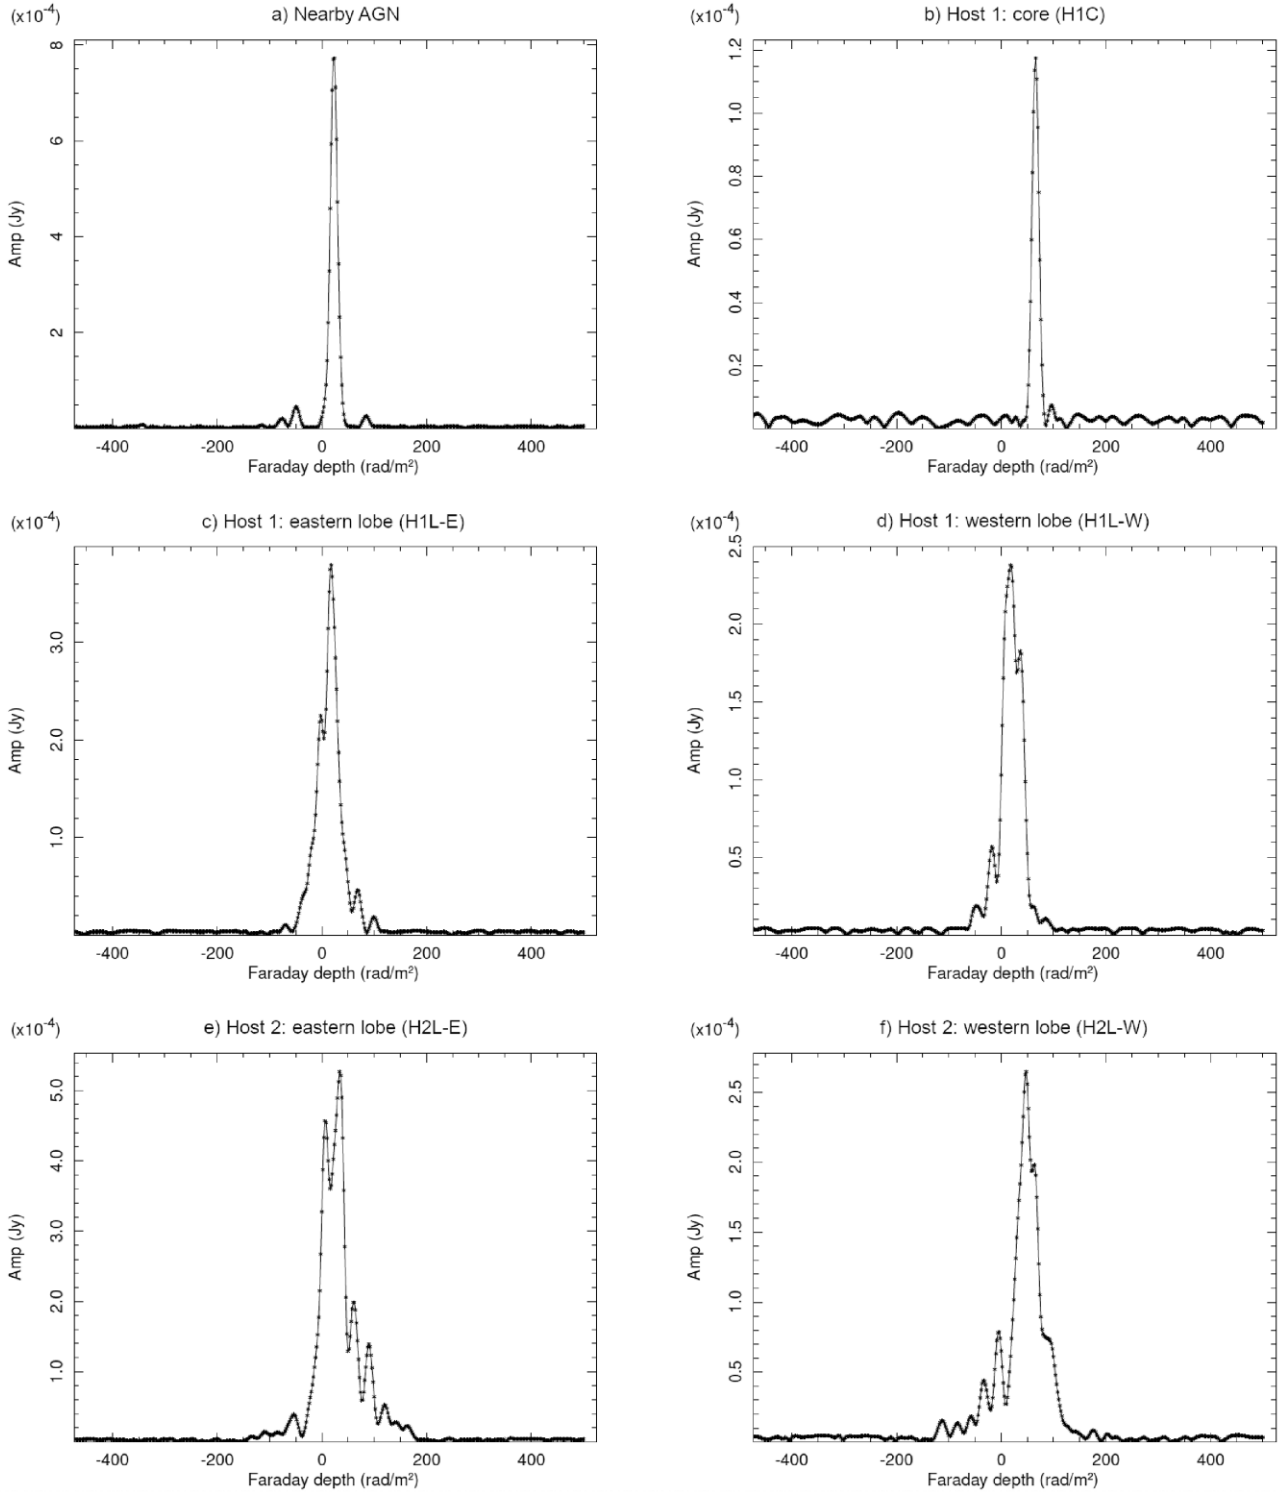 (x10⁻⁴) a) Nearby AGN
8
6
4
2
Amp (Jy)
-400 -200 0 200 400
Faraday depth (rad/m²)
(x10⁻⁴) b) Host 1: core (H1C)
1.2
1.0
0.8
0.6
0.4
0.2
Amp (Jy)
-400 -200 0 200 400
Faraday depth (rad/m²)
(x10⁻⁴) c) Host 1: eastern lobe (H1L-E)
3.0
2.0
1.0
Amp (Jy)
-400 -200 0 200 400
Faraday depth (rad/m²)
(x10⁻⁴) d) Host 1: western lobe (H1L-W)
2.5
2.0
1.5
1.0
0.5
Amp (Jy)
-400 -200 0 200 400
Faraday depth (rad/m²)
(x10⁻⁴) e) Host 2: eastern lobe (H2L-E)
5.0
4.0
3.0
2.0
1.0
Amp (Jy)
-400 -200 0 200 400
Faraday depth (rad/m²)
(x10⁻⁴) f) Host 2: western lobe (H2L-W)
2.5
2.0
1.5
1.0
0.5
Amp (Jy)
-400 -200 0 200 400
Faraday depth (rad/m²)